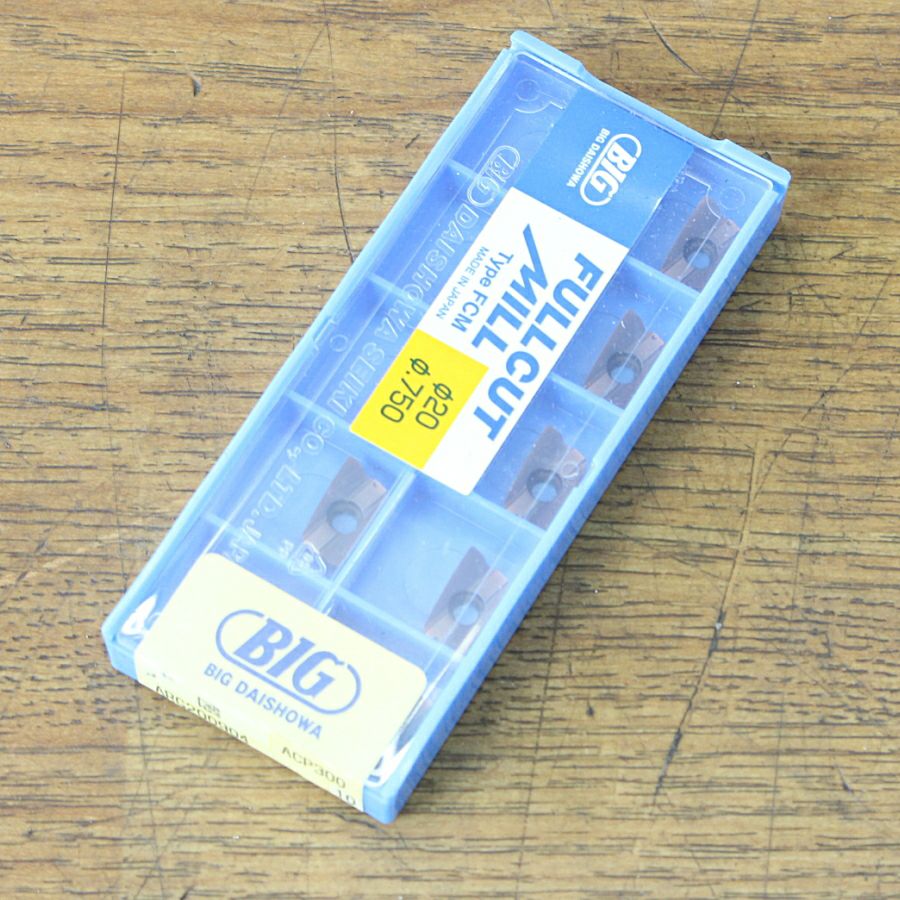 BIG
BIG DAISHOWA
FULLCUT
MILL
Type FCM
MADE IN JAPAN
φ20
φ.750
BIG DAISHOWA SEIKI CO., LTD. JAPAN
BIG
BIG DAISHOWA
ACP300
10